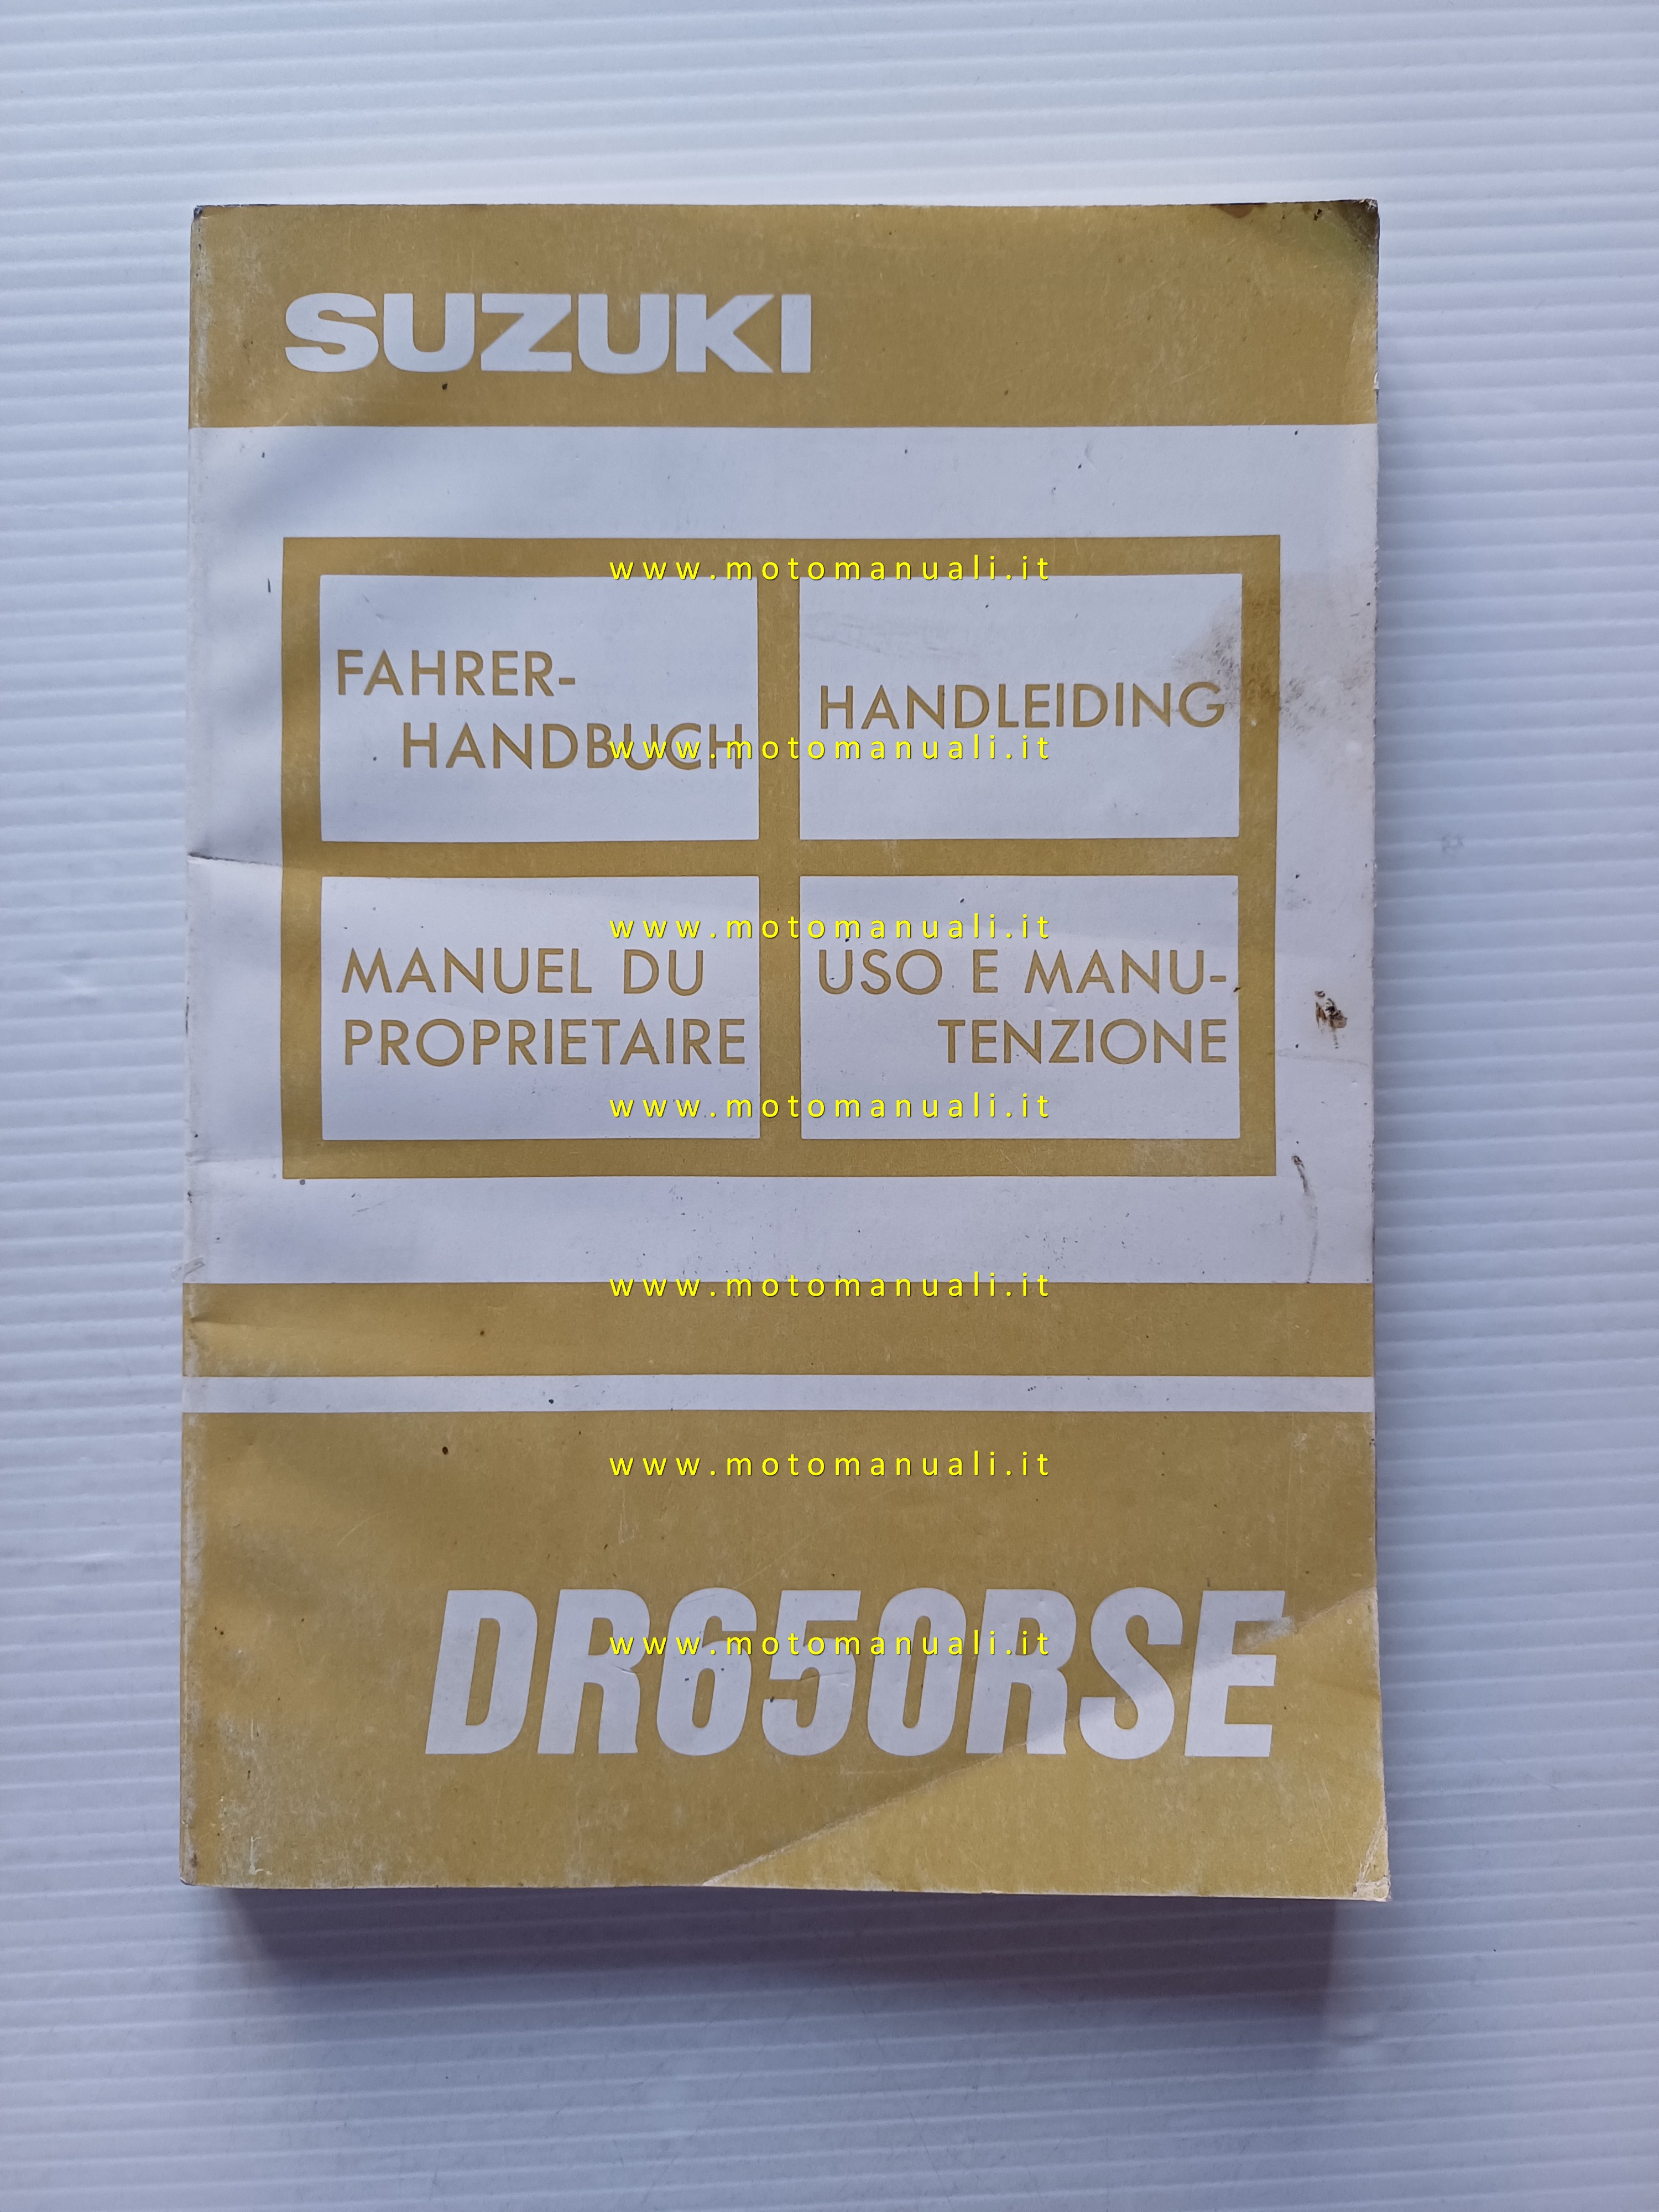 SUZUKI
www.motomanuali.it
FAHRER-
HANDBUCH
HANDLEIDING
www.motomanuali.it
www.motomanuali.it
MANUEL DU
PROPRIETAIRE
USO E MANU-
TENZIONE
www.motomanuali.it
www.motomanuali.it
www.motomanuali.it
DR650RSE
www.motomanuali.it